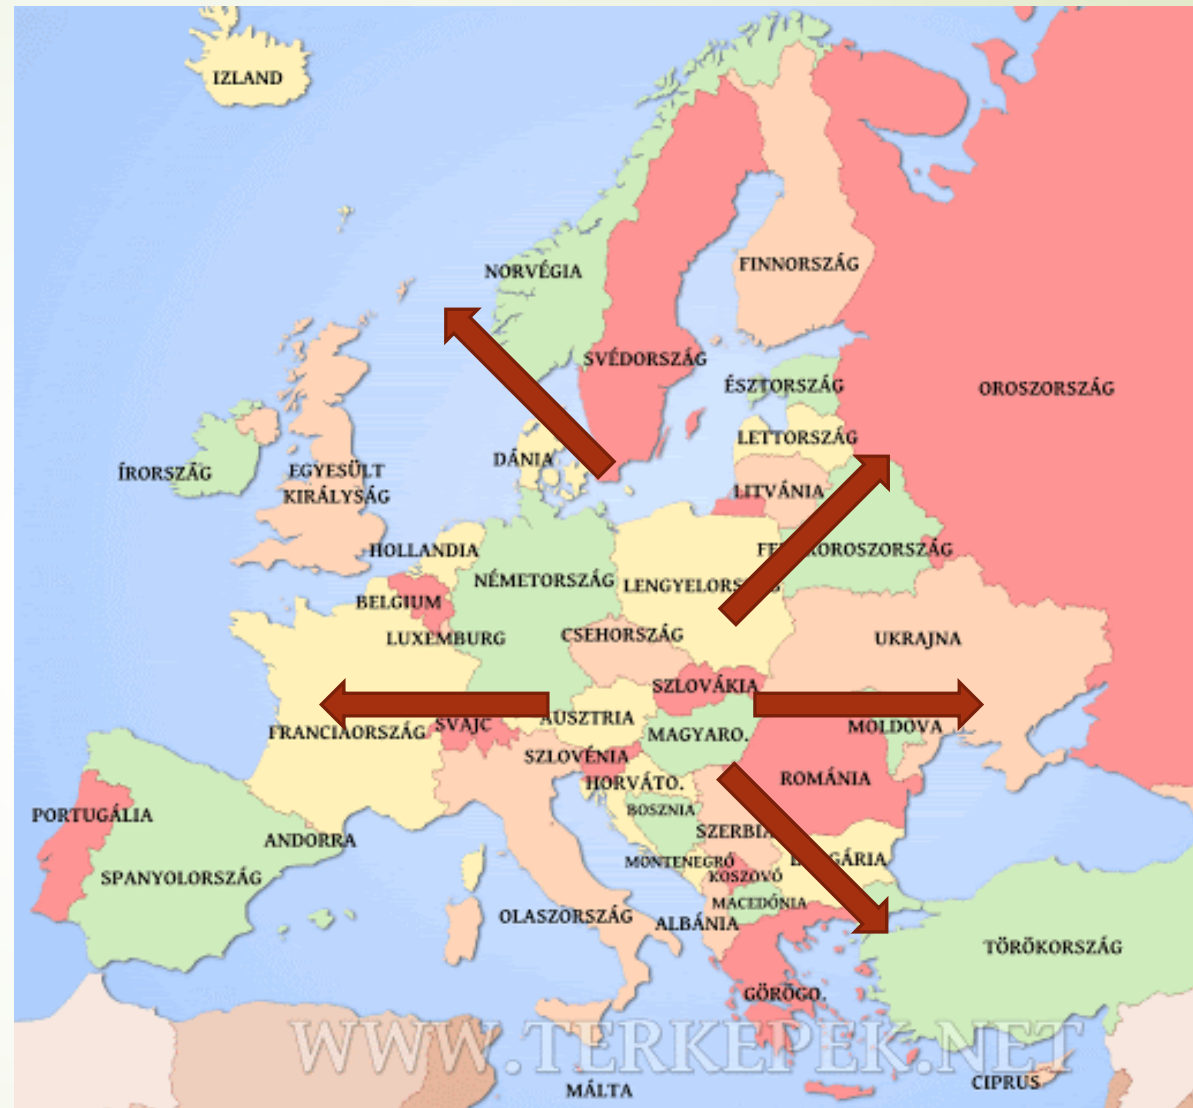 IZLAND
NORVÉGIA
FINNORSZÁG
SVÉDORSZÁG
ÉSZTORSZÁG
OROSZORSZÁG
LETTORSZÁG
DÁNIA
ÍRORSZÁG
EGYESÜLT
KIRÁLYSÁG
LITVÁNIA
HOLLANDIA
NÉMETORSZÁG
BELGIUM
LUXEMBURG
CSEHORSZÁG
UKRAJNA
SZLOVÁKIA
AUSZTRIA
SVÁJC
FRANCIAORSZÁG
MAGYARO.
MOLDOVA
SZLOVÉNIA
HORVÁTO.
ROMÁNIA
BOSZNIA
PORTUGÁLIA
ANDORRA
SZERBIA
MONTENEGRÓ
KOSZOVÓ
SPANYOLORSZÁG
MACEDÓNIA
OLASZORSZÁG
ALBÁNIA
TÖRÖKORSZÁG
GÖRÖGO.
WWW.TERKEPEK.NET
MÁLTA
CIPRUS